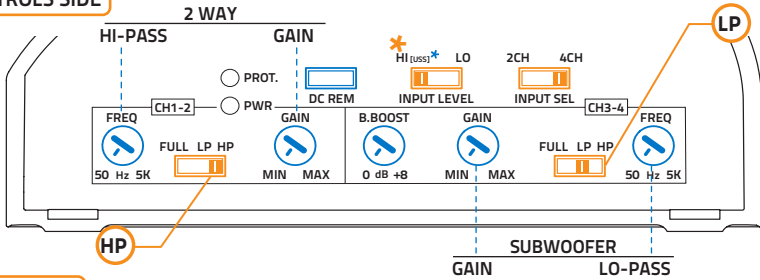 TROLS SIDE
2 WAY
HI-PASS GAIN
LP
HI [USS]* LO
2CH 4CH
PROT.
DC REM
INPUT LEVEL
INPUT SEL
CH1-2
PWR
CH3-4
FREQ
GAIN
B.BOOST
GAIN
FREQ
FULL LP HP
FULL LP HP
50 Hz 5K
MIN MAX
0 dB +8
MIN MAX
50 Hz 5K
HP
SUBWOOFER
GAIN LO-PASS